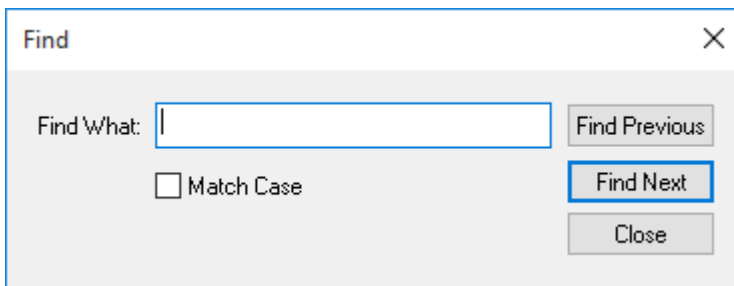 Find
Find What:
Find Previous
Match Case
Find Next
Close